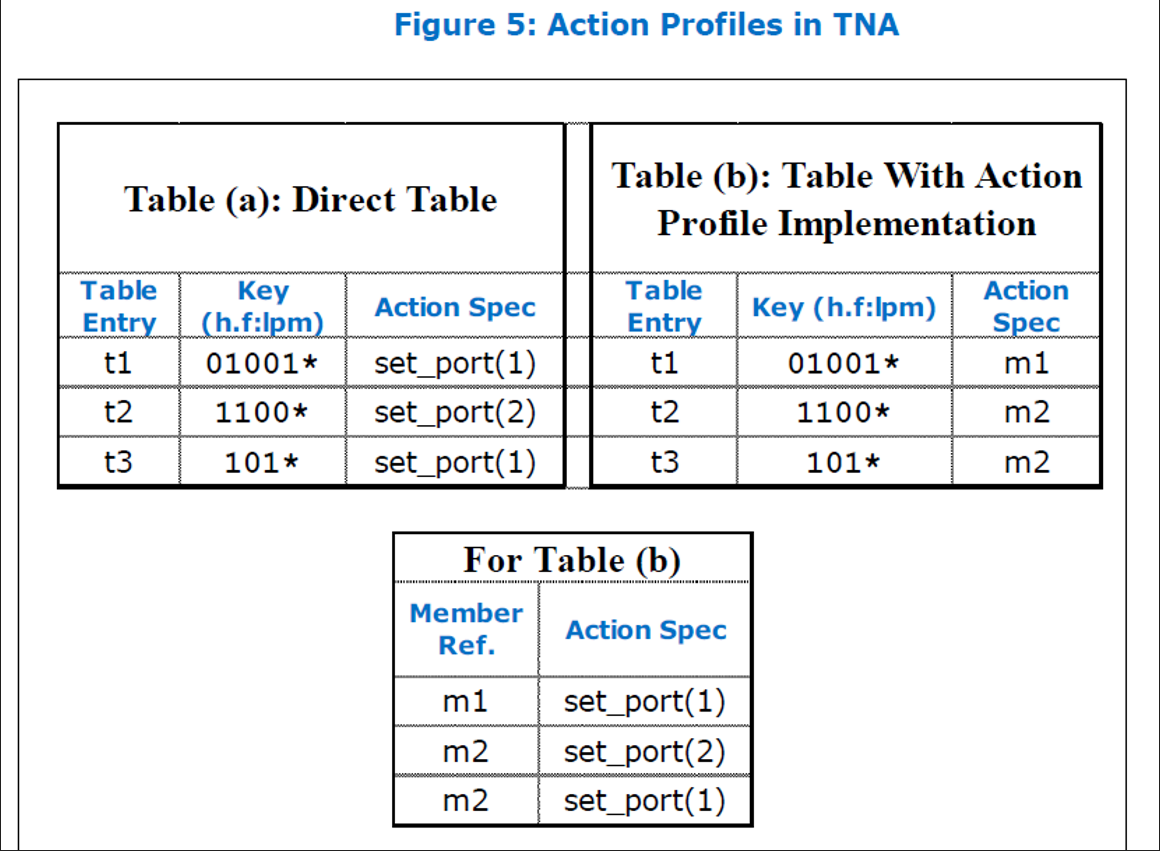 Figure 5: Action Profiles in TNA
Table (a): Direct Table
Table (b): Table With Action
Profile Implementation
Table Entry Key (h.f:lpm) Action Spec Table Entry Key (h.f:lpm) Action Spec
t1 01001* set_port(1) t1 01001* m1
t2 1100* set_port(2) t2 1100* m2
t3 101* set_port(1) t3 101* m2
For Table (b)
Member Ref. Action Spec
m1 set_port(1)
m2 set_port(2)
m2 set_port(1)